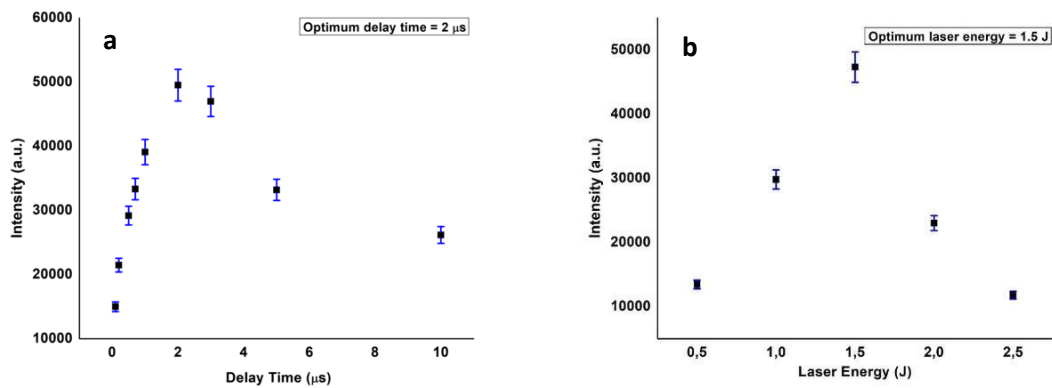 a
Optimum delay time = 2 μs
60000
50000
40000
30000
20000
10000
Intensity (a.u.)
0
2
4
6
8
10
Delay Time (μs)
b
Optimum laser energy = 1.5 J
50000
40000
30000
20000
10000
Intensity (a.u.)
0,5
1,0
1,5
2,0
2,5
Laser Energy (J)